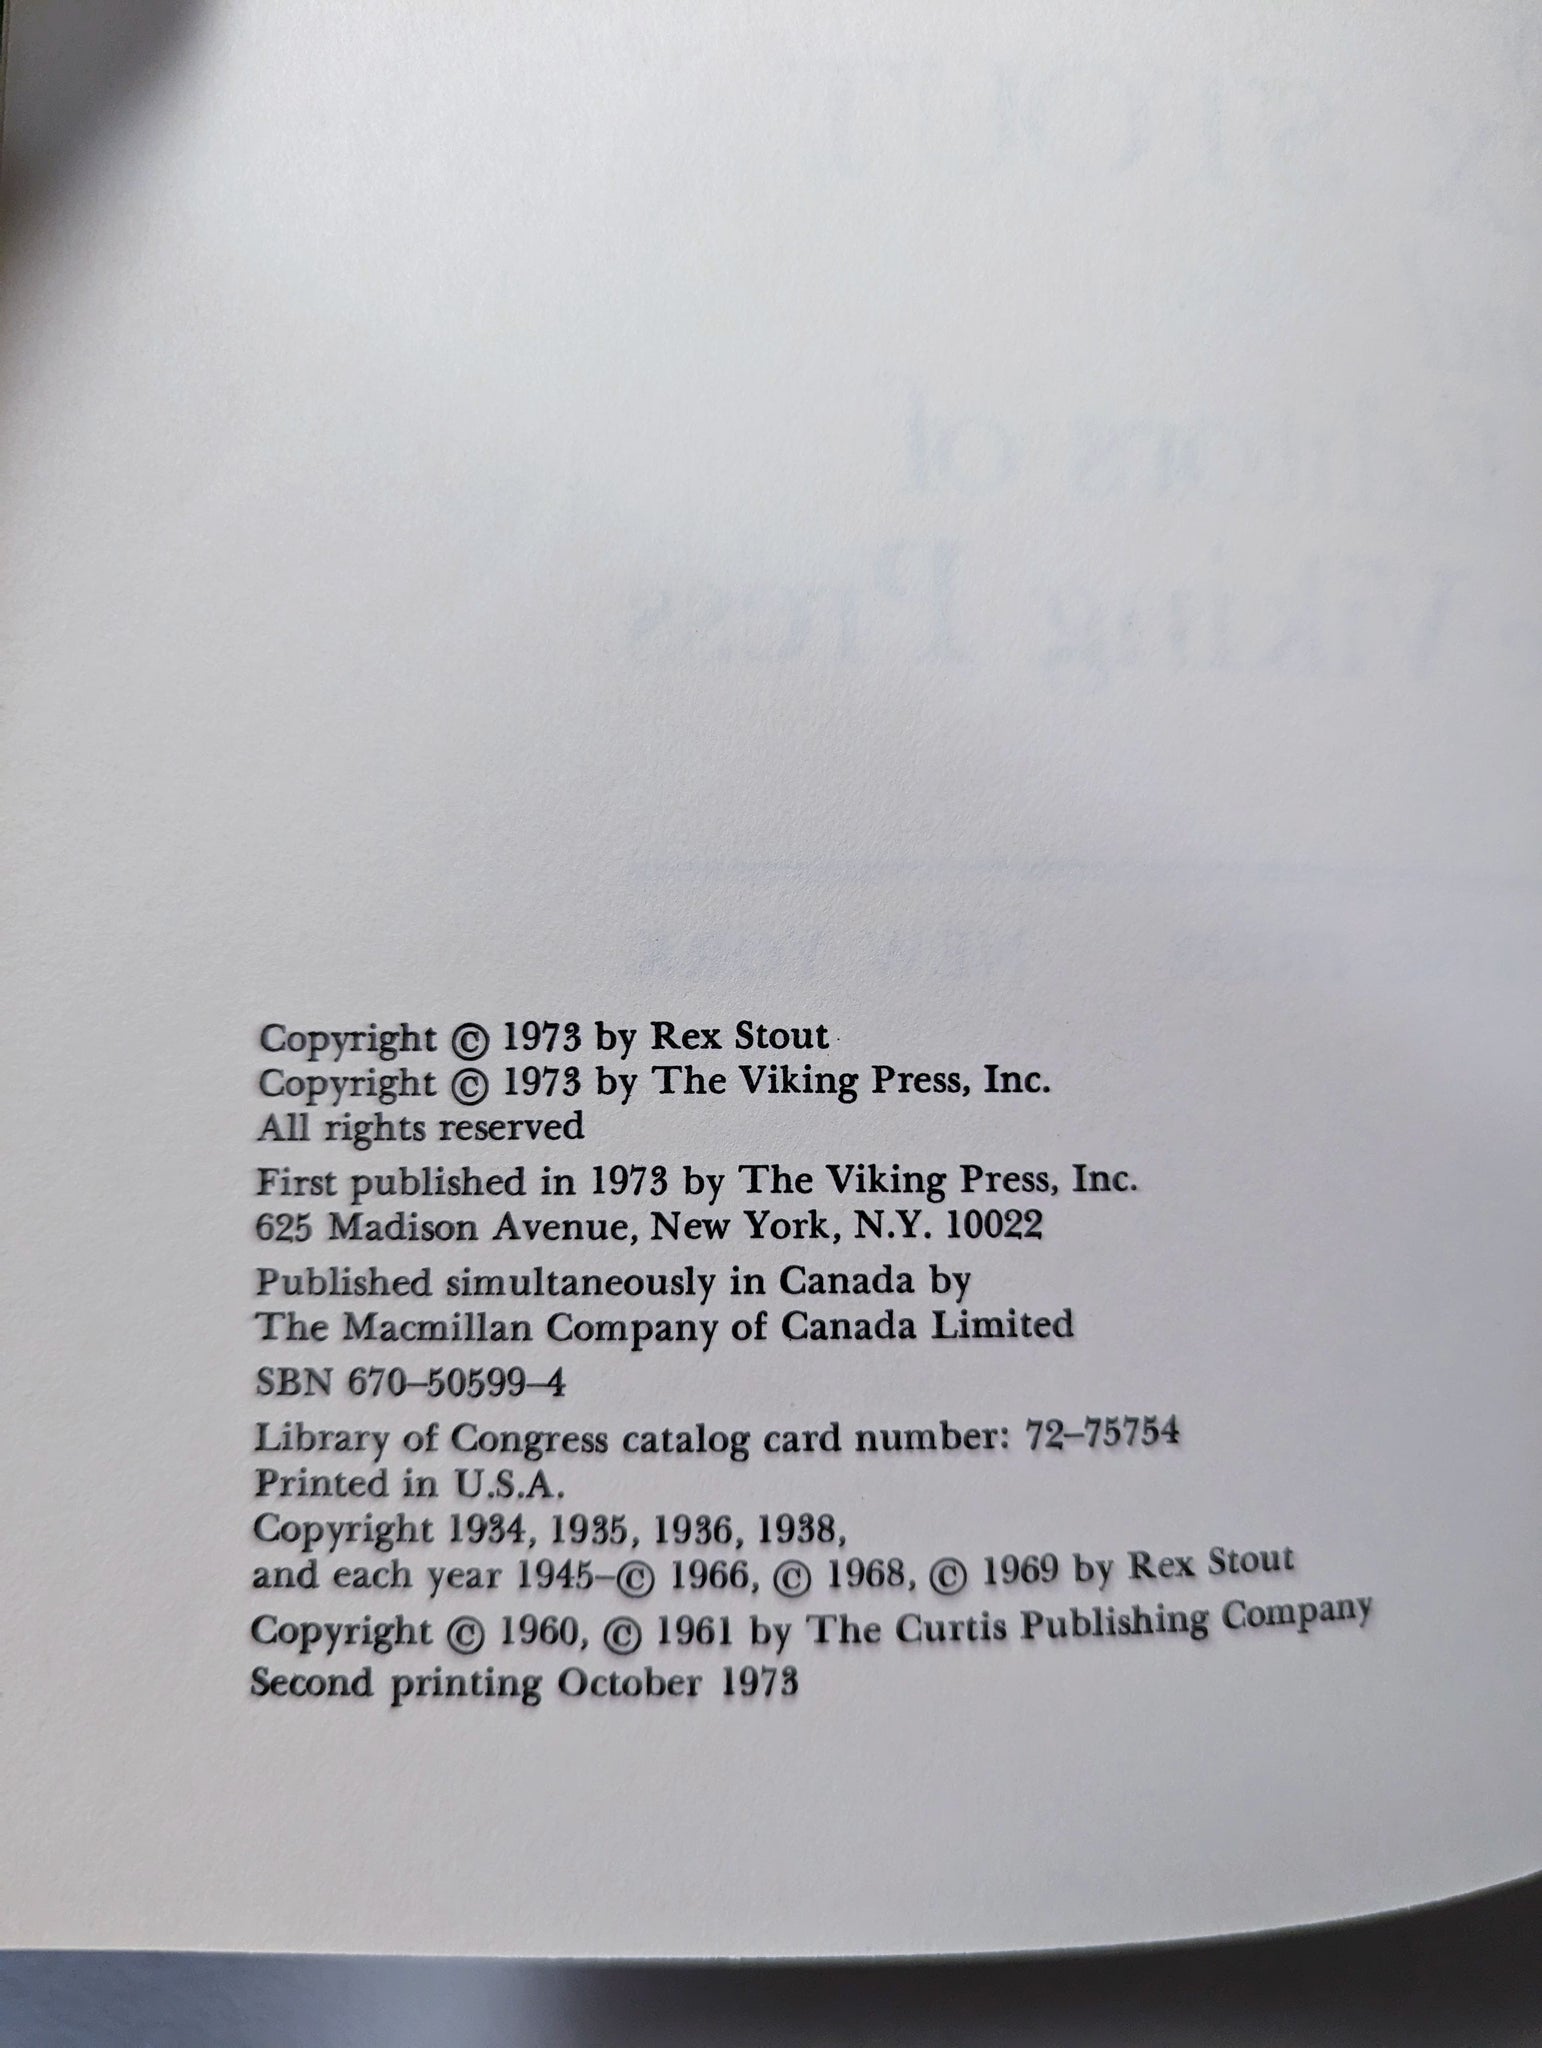 Copyright © 1973 by Rex Stout
Copyright © 1973 by The Viking Press, Inc.
All rights reserved
First published in 1973 by The Viking Press, Inc.
625 Madison Avenue, New York, N.Y. 10022
Published simultaneously in Canada by
The Macmillan Company of Canada Limited
SBN 670–50599–4
Library of Congress catalog card number: 72–75754
Printed in U.S.A.
Copyright 1934, 1935, 1936, 1938,
and each year 1945–© 1966, © 1968, © 1969 by Rex Stout
Copyright © 1960, © 1961 by The Curtis Publishing Company
Second printing October 1973